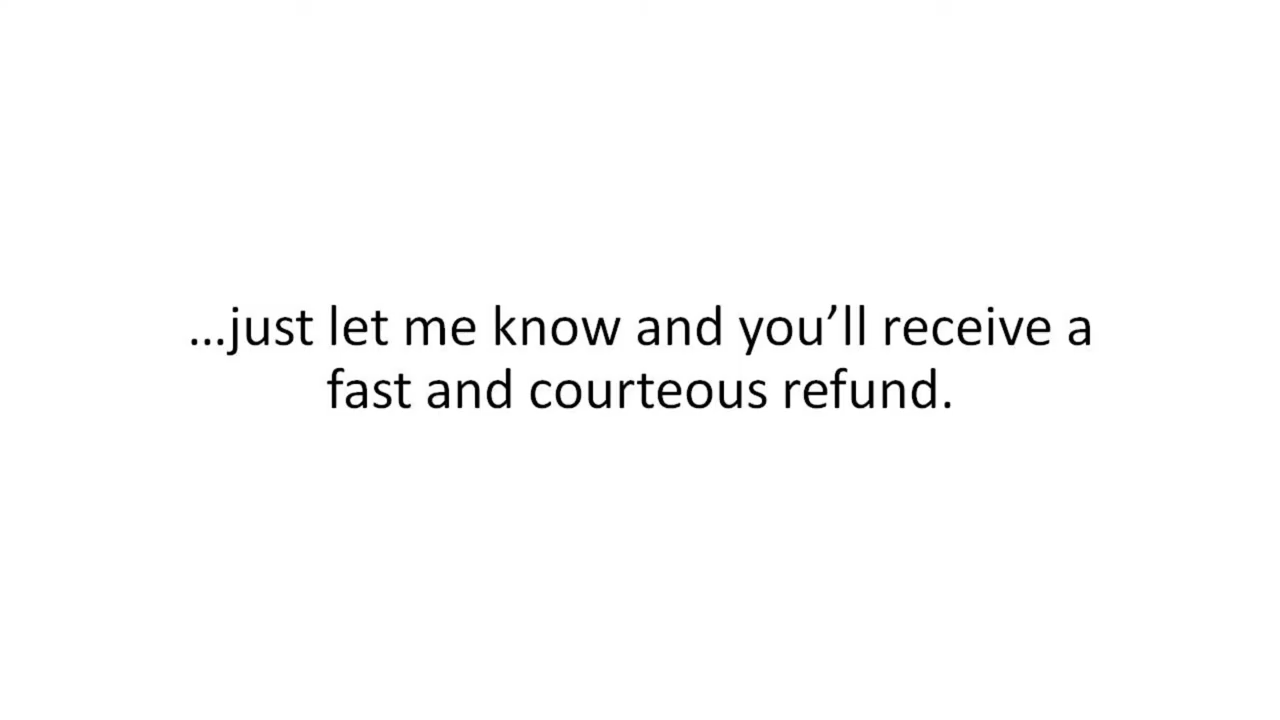 …just let me know and you’ll receive a
fast and courteous refund.